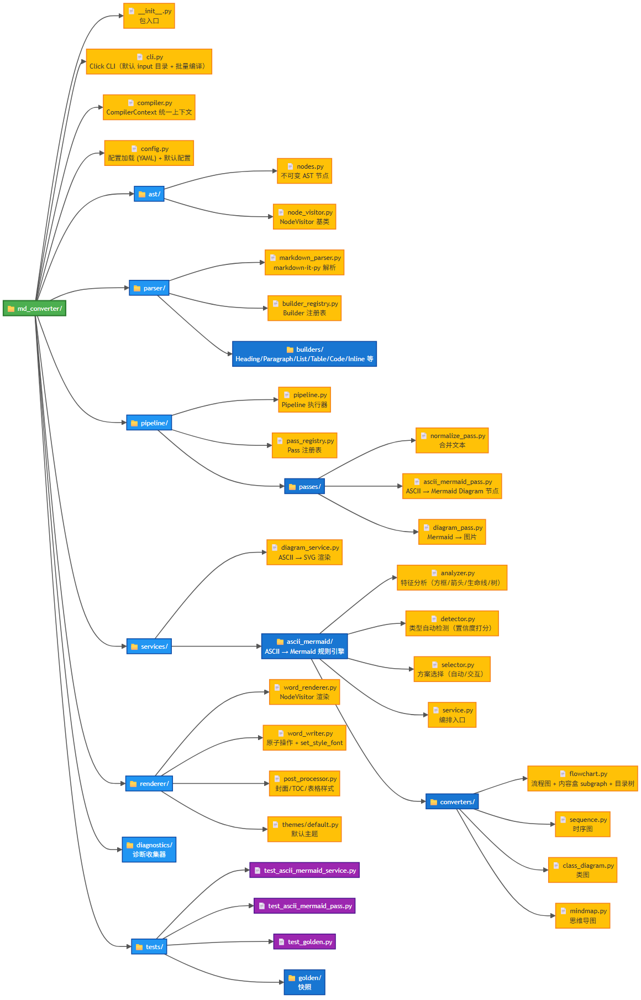 __init__.py
包入口
cli.py
Click CLI（默认 input 目录 + 批量编译）
compiler.py
CompilerContext 统一上下文
config.py
配置加载 (YAML) + 默认配置
nodes.py
不可变 AST 节点
ast/
node_visitor.py
NodeVisitor 基类
markdown_parser.py
markdown-it-py 解析
parser/
builder_registry.py
Builder 注册表
md_converter/
builders/
Heading/Paragraph/List/Table/Code/Inline 等
pipeline.py
Pipeline 执行器
pipeline/
pass_registry.py
Pass 注册表
normalize_pass.py
合并文本
passes/
ascii_mermaid_pass.py
ASCII → Mermaid Diagram 节点
diagram_pass.py
Mermaid → 图片
diagram_service.py
ASCII → SVG 渲染
analyzer.py
特征分析（方框/箭头/生命线/树）
detector.py
类型自动检测（置信度打分）
services/
ascii_mermaid/
ASCII → Mermaid 规则引擎
selector.py
方案选择（自动/交互）
word_renderer.py
NodeVisitor 渲染
service.py
编排入口
word_writer.py
原子操作 + set_style_font
renderer/
post_processor.py
封面/TOC/表格样式
flowchart.py
流程图 + 内容盒 subgraph + 目录树
converters/
themes/default.py
默认主题
sequence.py
时序图
diagnostics/
诊断收集器
class_diagram.py
类图
test_ascii_mermaid_service.py
test_ascii_mermaid_pass.py
mindmap.py
思维导图
tests/
test_golden.py
golden/
快照